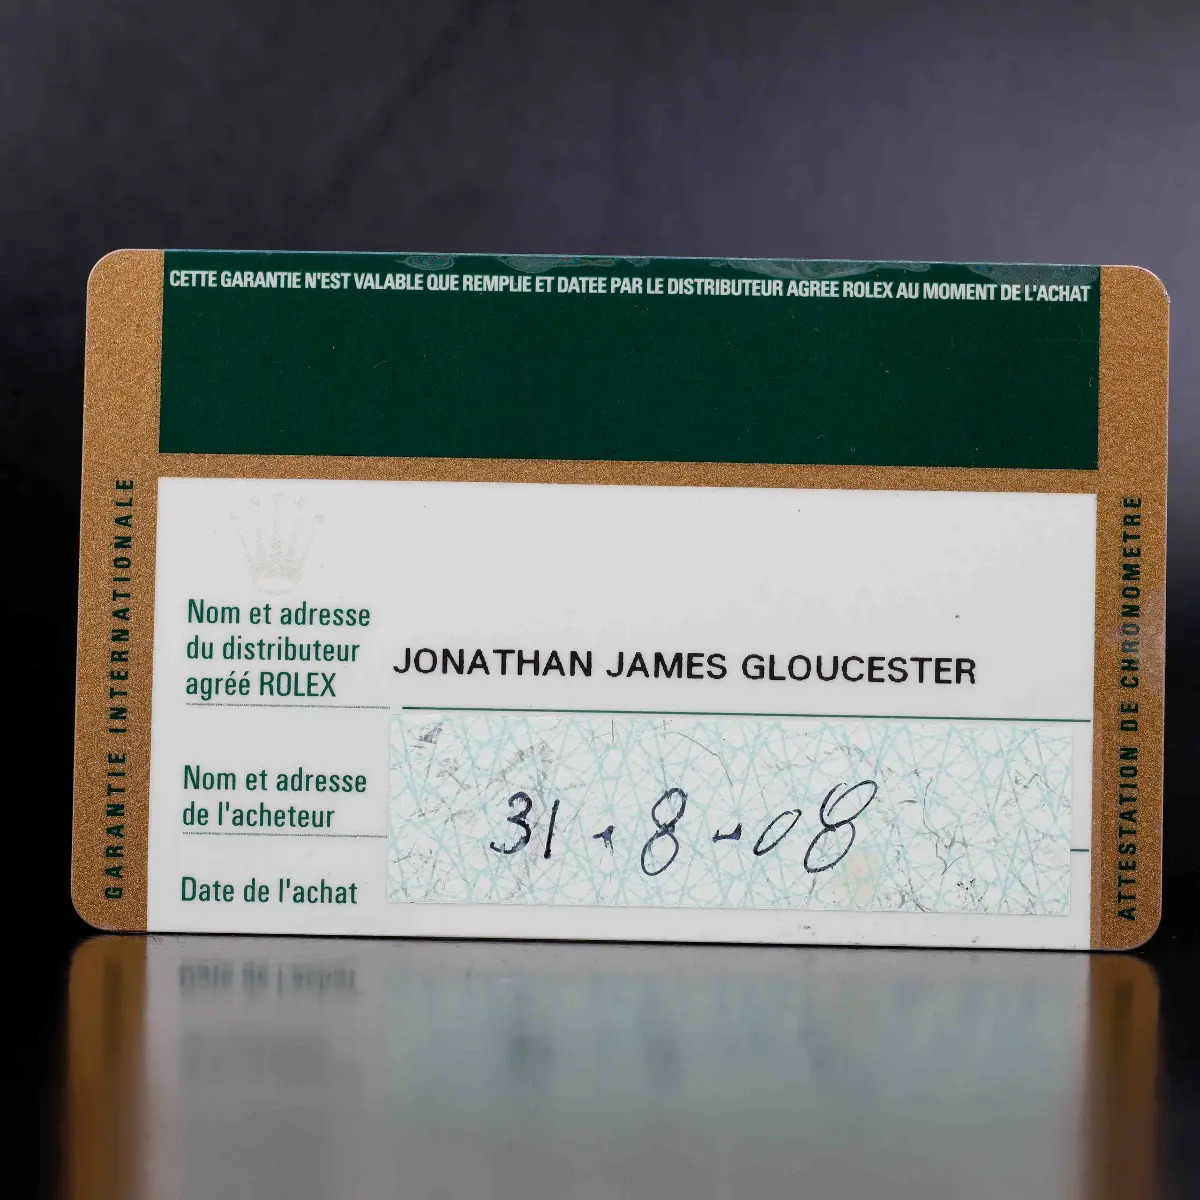 CETTE GARANTIE N'EST VALABLE QUE REMPLIE ET DATEE PAR LE DISTRIBUTEUR AGREE ROLEX AU MOMENT DE L'ACHAT
GARANTIE INTERNATIONALE
Nom et adresse
du distributeur
agréé ROLEX
JONATHAN JAMES GLOUCESTER
Nom et adresse
de l'acheteur
31-8-08
Date de l'achat
ATTESTATION DE CHRONOMETRE